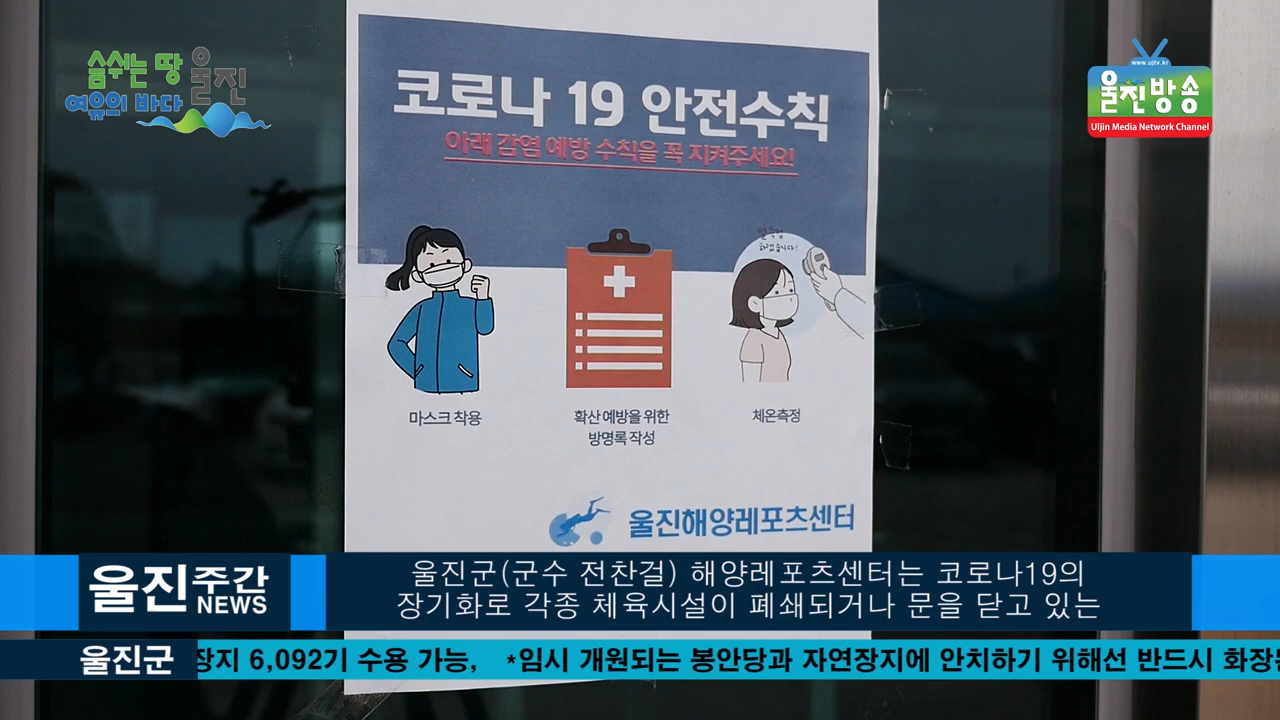 숨쉬는 땅
여유의 바다
울진
www.ujtv.kr
울진방송
Uljin Media Network Channel
코로나 19 안전수칙
아래 감염 예방 수칙을 꼭 지켜주세요!
하겠습니다!
마스크 착용
확산 예방을 위한
방명록 작성
체온측정
울진해양레포츠센터
울진주간
NEWS
울진군(군수 전찬걸) 해양레포츠센터는 코로나19의
장기화로 각종 체육시설이 폐쇄되거나 문을 닫고 있는
울진군
장지 6,092기 수용 가능, *임시 개원되는 봉안당과 자연장지에 안치하기 위해선 반드시 화장